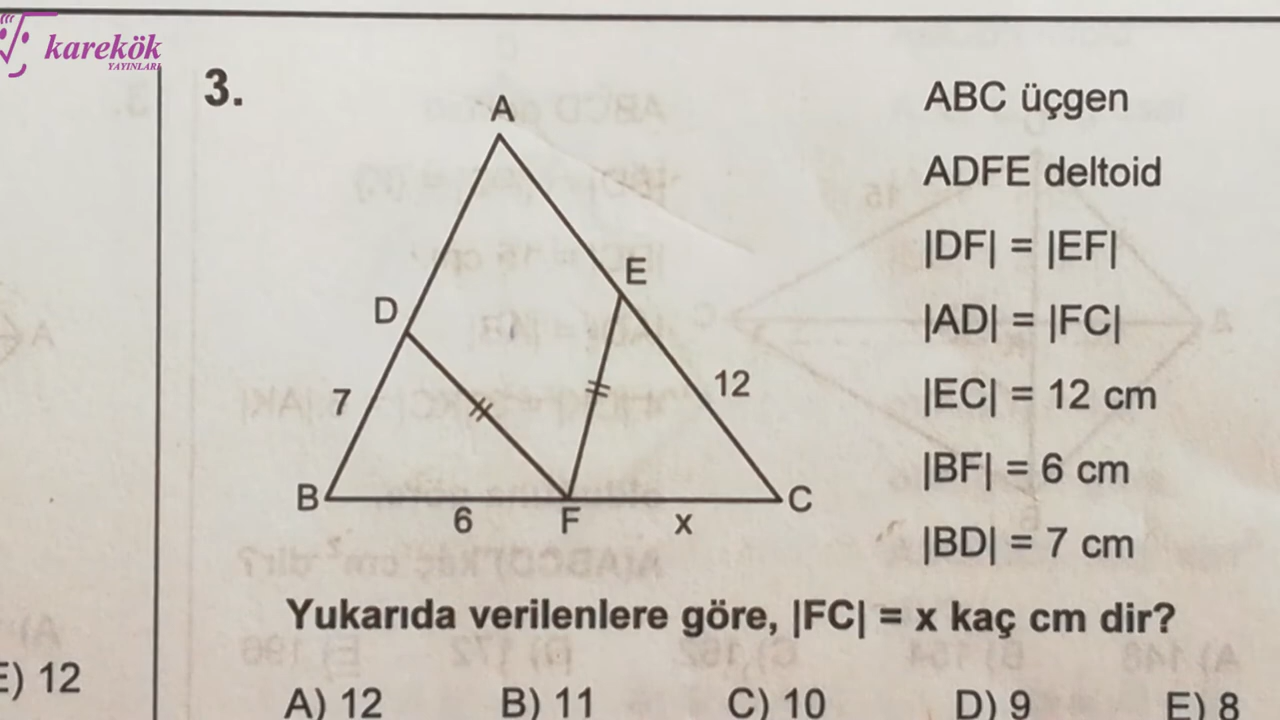 karekök
YAYINLARI
3.
ABC üçgen
ADFE deltoid
|DF| = |EF|
|AD| = |FC|
|EC| = 12 cm
|BF| = 6 cm
|BD| = 7 cm
A
D
E
7
12
B
6
F
x
C
Yukarıda verilenlere göre, |FC| = x kaç cm dir?
E) 12
A) 12 B) 11 C) 10 D) 9 E) 8